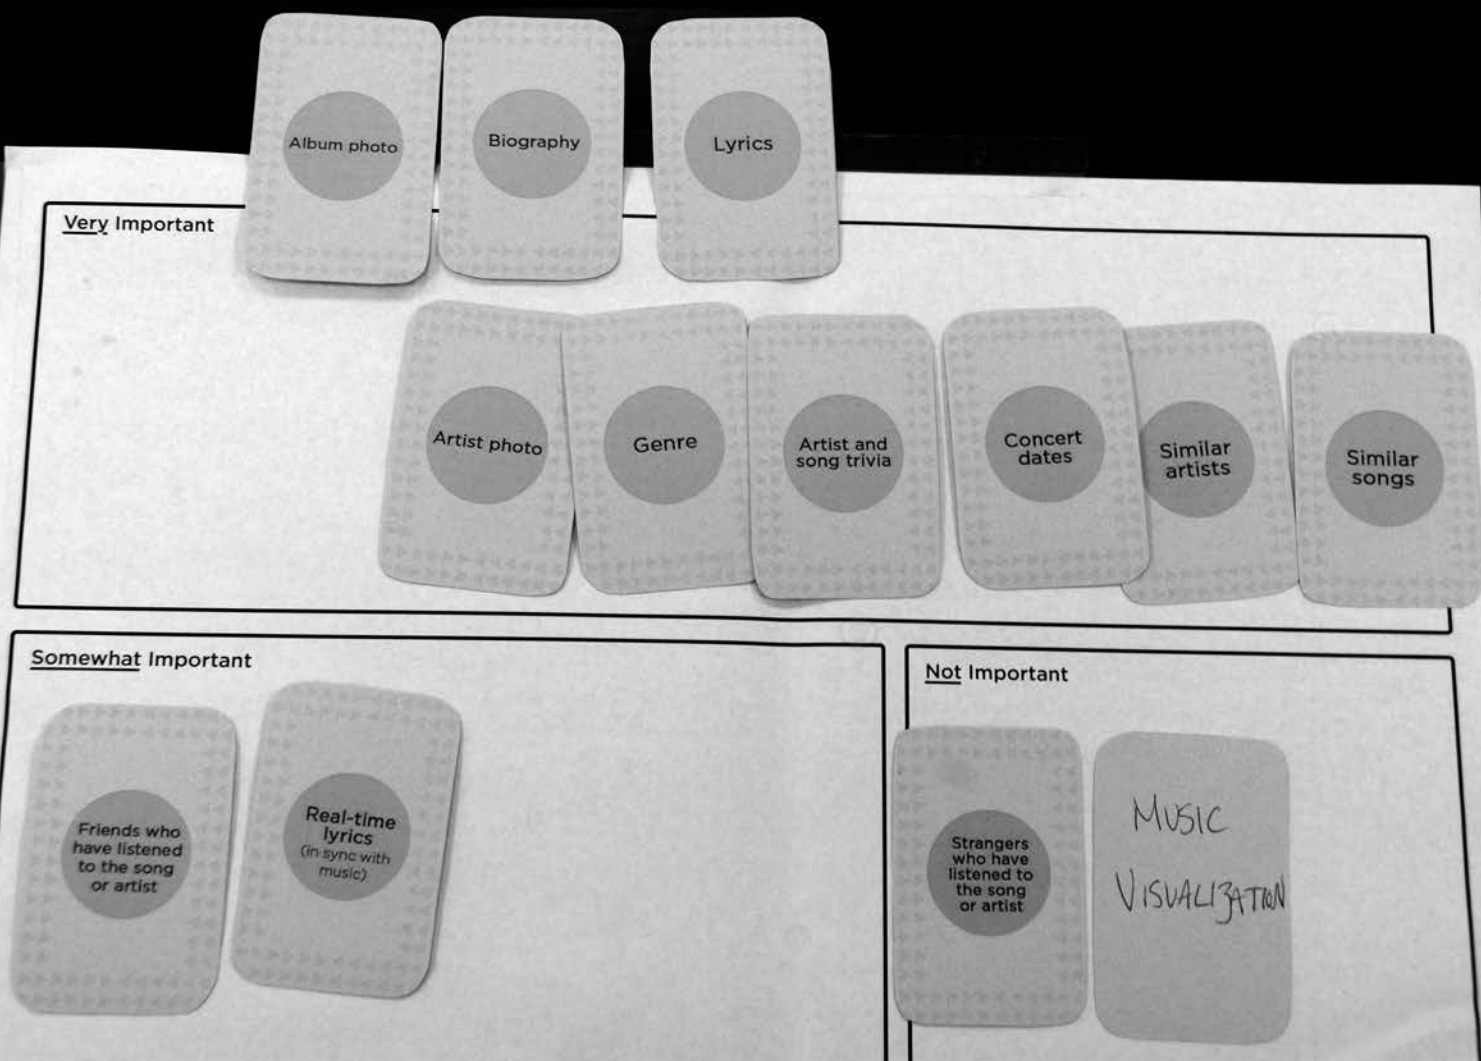 Album photo
Biography
Lyrics
Very Important
Artist photo
Genre
Artist and
song trivia
Concert
dates
Similar
artists
Similar
songs
Somewhat Important
Friends who
have listened
to the song
or artist
Real-time
lyrics
(in sync with
music)
Not Important
Strangers
who have
listened to
the song
or artist
MUSIC
VISUALIZATION